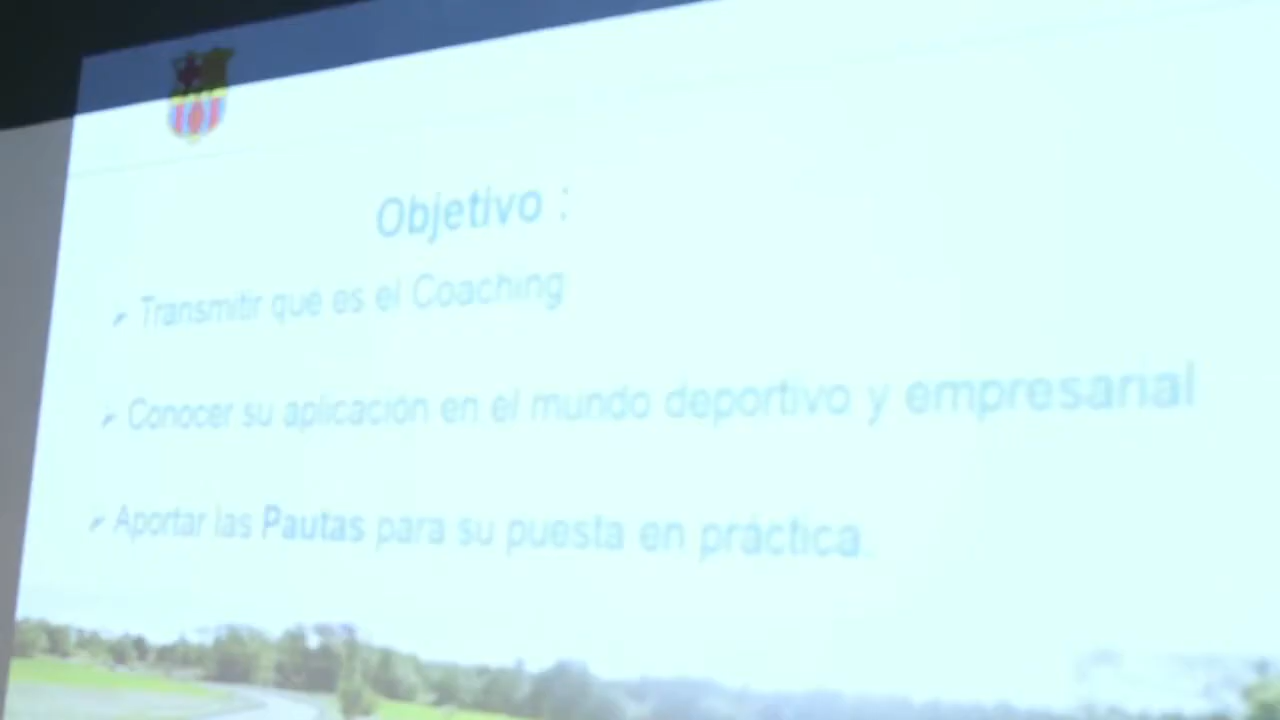 Objetivo :
Transmitir que es el Coaching
Conocer su aplicación en el mundo deportivo y empresarial
Aportar las Pautas para su puesta en práctica.